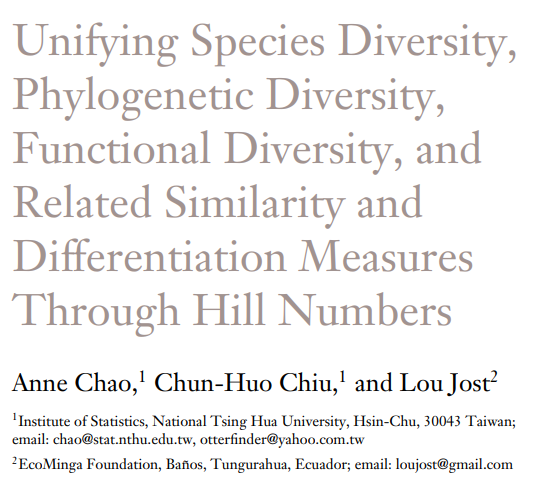 Unifying Species Diversity,
Phylogenetic Diversity,
Functional Diversity, and
Related Similarity and
Differentiation Measures
Through Hill Numbers
Anne Chao,1 Chun-Huo Chiu,1 and Lou Jost2
1Institute of Statistics, National Tsing Hua University, Hsin-Chu, 30043 Taiwan;
email: chao@stat.nthu.edu.tw, otterfinder@yahoo.com.tw
2EcoMinga Foundation, Baños, Tungurahua, Ecuador; email: loujost@gmail.com